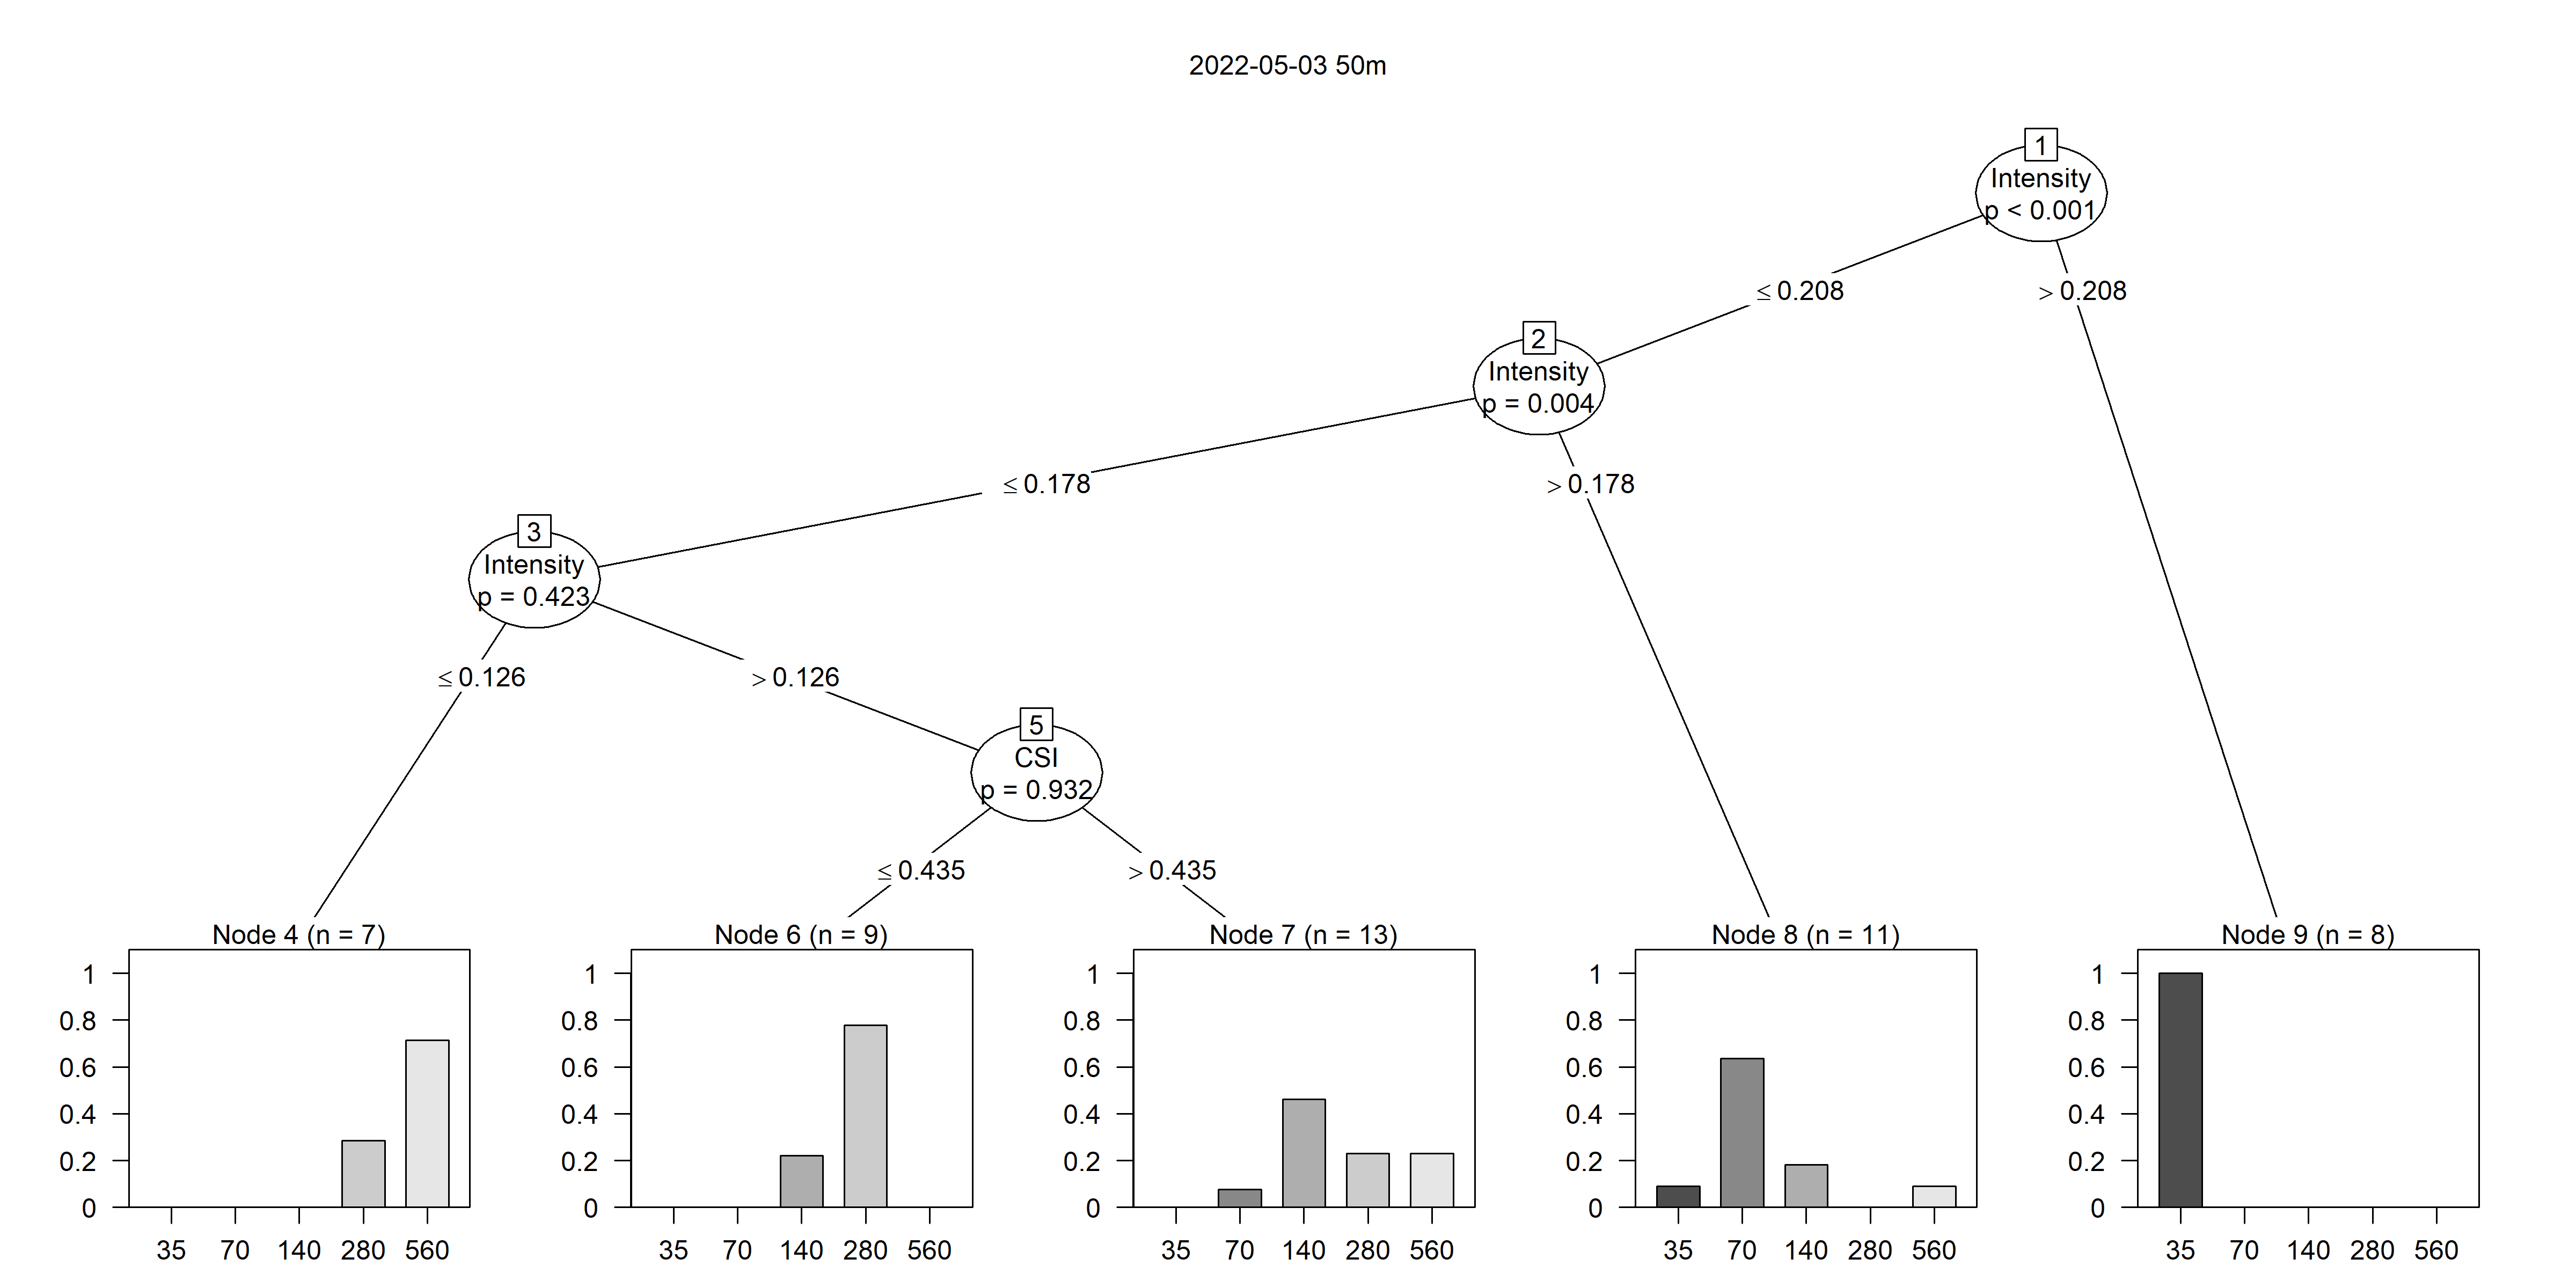 2022-05-03 50m
1
Intensity
p < 0.001
≤ 0.208
> 0.208
2
Intensity
p = 0.004
≤ 0.178
> 0.178
3
Intensity
p = 0.423
≤ 0.126
> 0.126
5
CSI
p = 0.932
≤ 0.435
> 0.435
Node 4 (n = 7)
1
0.8
0.6
0.4
0.2
0
35 70 140 280 560
Node 6 (n = 9)
1
0.8
0.6
0.4
0.2
0
35 70 140 280 560
Node 7 (n = 13)
1
0.8
0.6
0.4
0.2
0
35 70 140 280 560
Node 8 (n = 11)
1
0.8
0.6
0.4
0.2
0
35 70 140 280 560
Node 9 (n = 8)
1
0.8
0.6
0.4
0.2
0
35 70 140 280 560